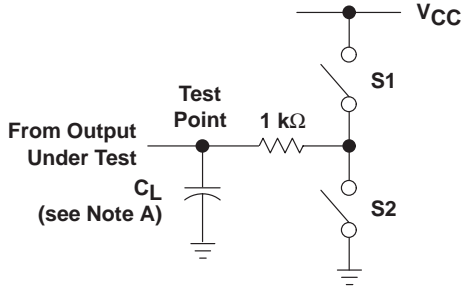 VCC
S1
Test
Point
1 kΩ
From Output
Under Test
CL
(see Note A)
S2